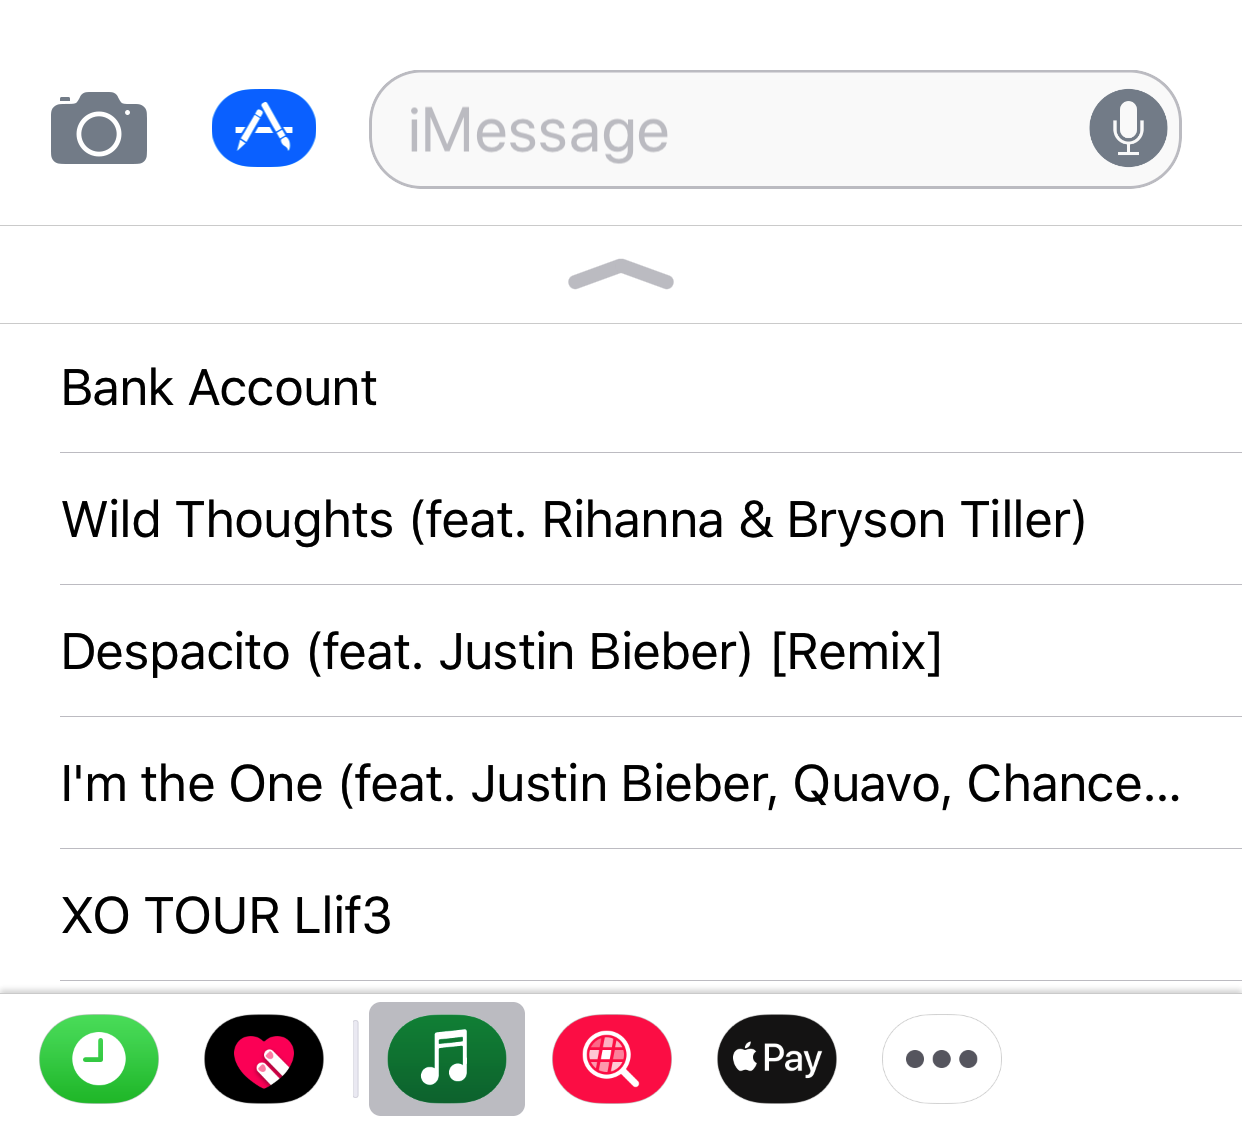 iMessage
Bank Account
Wild Thoughts (feat. Rihanna & Bryson Tiller)
Despacito (feat. Justin Bieber) [Remix]
I'm the One (feat. Justin Bieber, Quavo, Chance...
XO TOUR Llif3
Pay